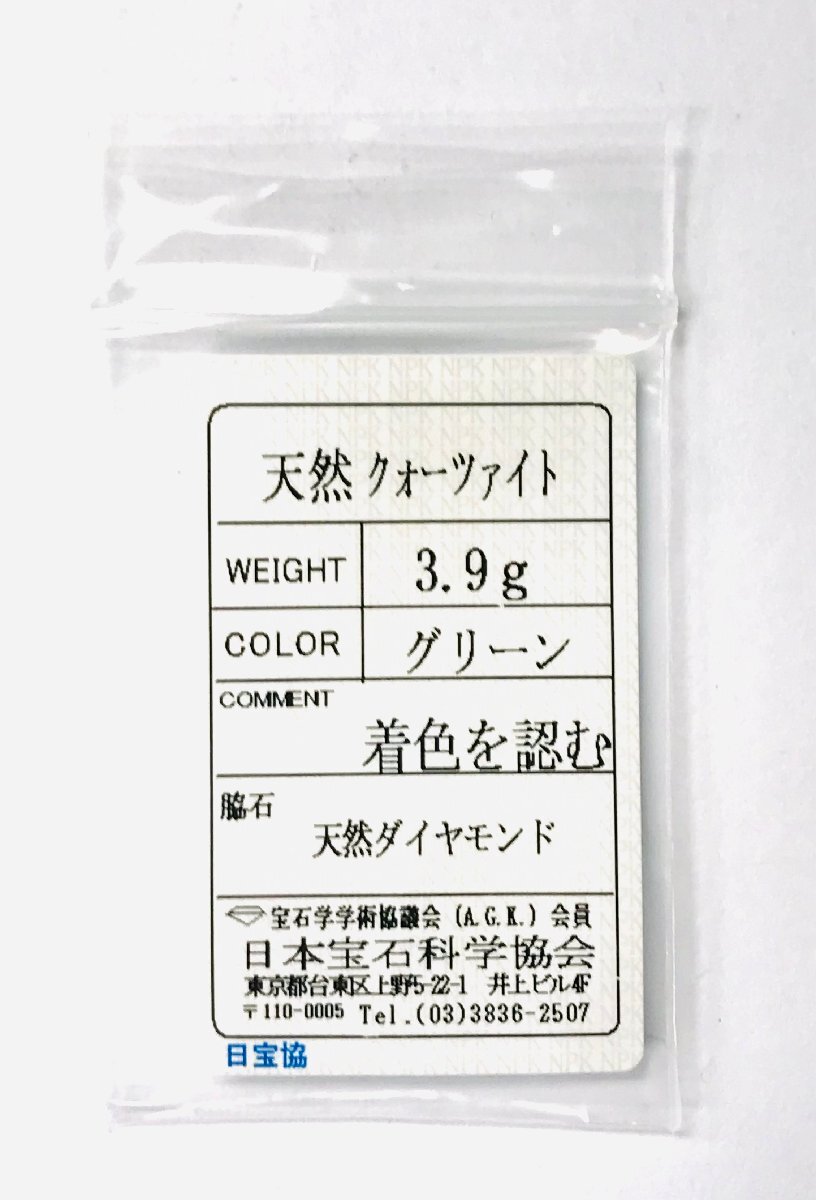 天然 クォーツァイト
WEIGHT 3.9g
COLOR グリーン
COMMENT
着色を認む
脇石
天然ダイヤモンド
宝石学学術協議会 (A.G.K.) 会員
日本宝石科学協会
東京都台東区上野5-22-1 井上ビル4F
〒110-0005 Tel.(03)3836-2507
日宝協